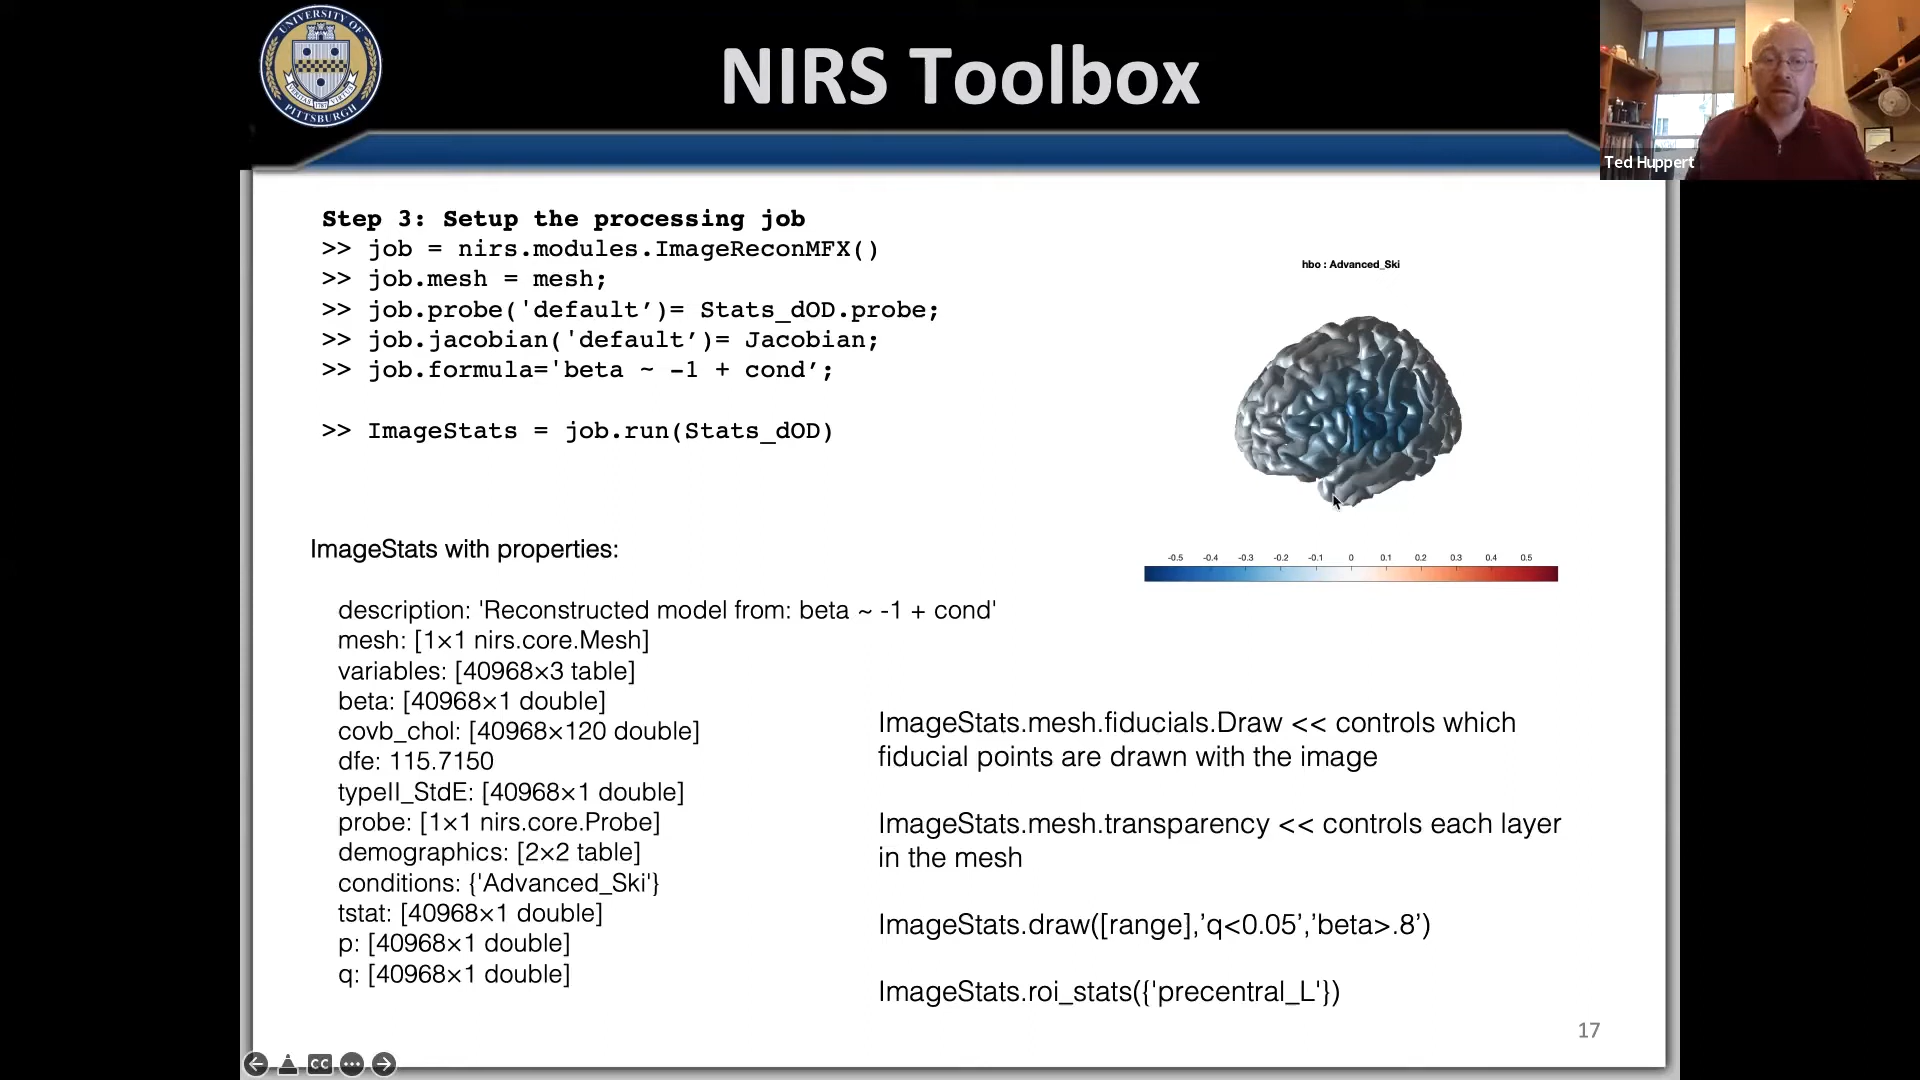 UNIVERSITY OF
PITTSBURGH
NIRS Toolbox
Ted Huppert
Step 3: Setup the processing job
>> job = nirs.modules.ImageReconMFX()
>> job.mesh = mesh;
>> job.probe('default’)= Stats_dOD.probe;
>> job.jacobian('default’)= Jacobian;
>> job.formula='beta ~ -1 + cond’;
>> ImageStats = job.run(Stats_dOD)
hbo : Advanced_Ski
-0.5 -0.4 -0.3 -0.2 -0.1 0 0.1 0.2 0.3 0.4 0.5
ImageStats with properties:
description: 'Reconstructed model from: beta ~ -1 + cond'
mesh: [1×1 nirs.core.Mesh]
variables: [40968×3 table]
beta: [40968×1 double]
covb_chol: [40968×120 double]
dfe: 115.7150
typeII_StdE: [40968×1 double]
probe: [1×1 nirs.core.Probe]
demographics: [2×2 table]
conditions: {'Advanced_Ski'}
tstat: [40968×1 double]
p: [40968×1 double]
q: [40968×1 double]
ImageStats.mesh.fiducials.Draw << controls which
fiducial points are drawn with the image
ImageStats.mesh.transparency << controls each layer
in the mesh
ImageStats.draw([range],’q<0.05’,’beta>.8’)
ImageStats.roi_stats({'precentral_L'})
17
CC